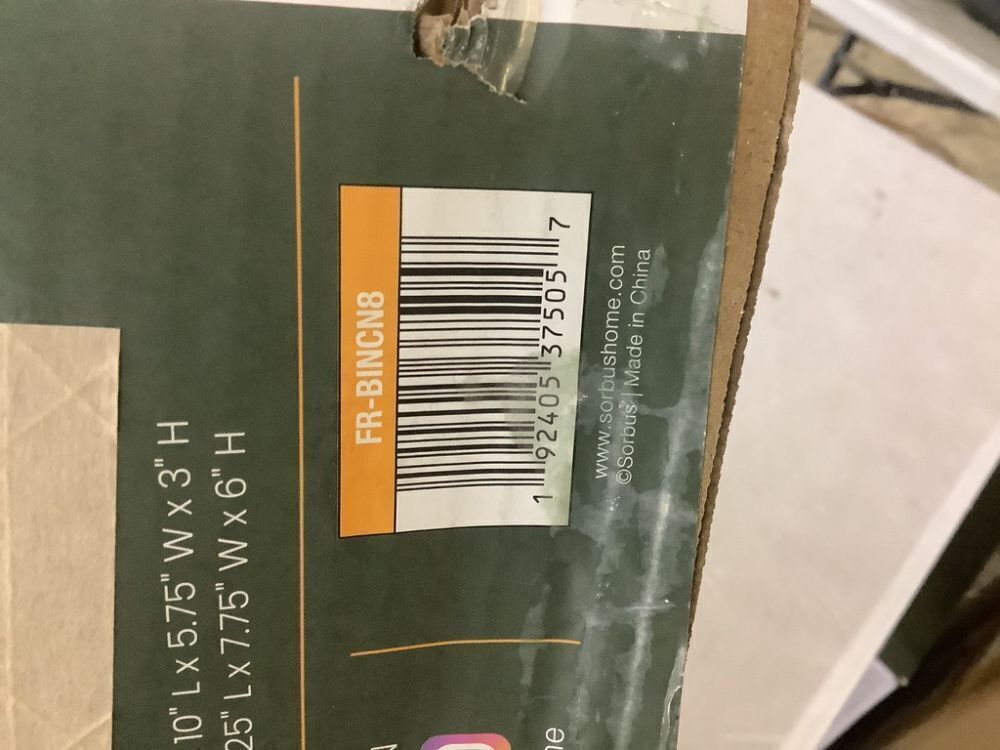 10" L x 5.75" W x 3" H
25" L x 7.75" W x 6" H
FR-BINCN8
1 92405 37505 7
www.sorbushome.com
©Sorbus | Made in China